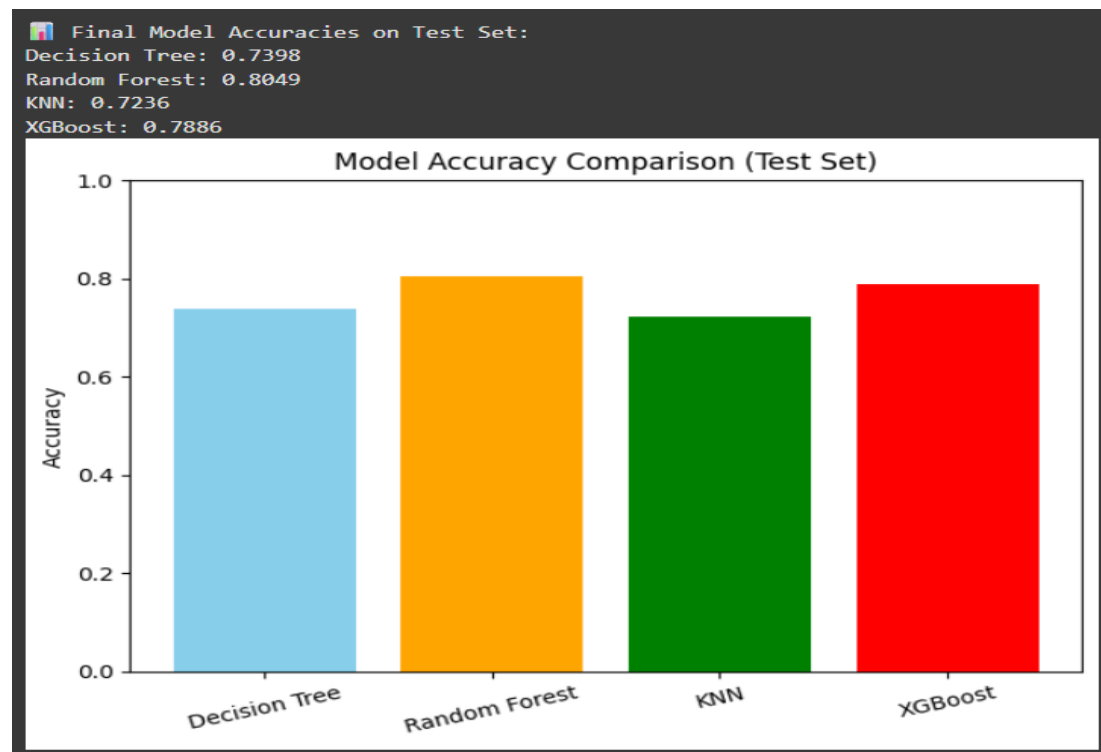 📊 Final Model Accuracies on Test Set:
Decision Tree: 0.7398
Random Forest: 0.8049
KNN: 0.7236
XGBoost: 0.7886
Model Accuracy Comparison (Test Set)
1.0
0.8
0.6
0.4
0.2
0.0
Accuracy
Decision Tree
Random Forest
KNN
XGBoost